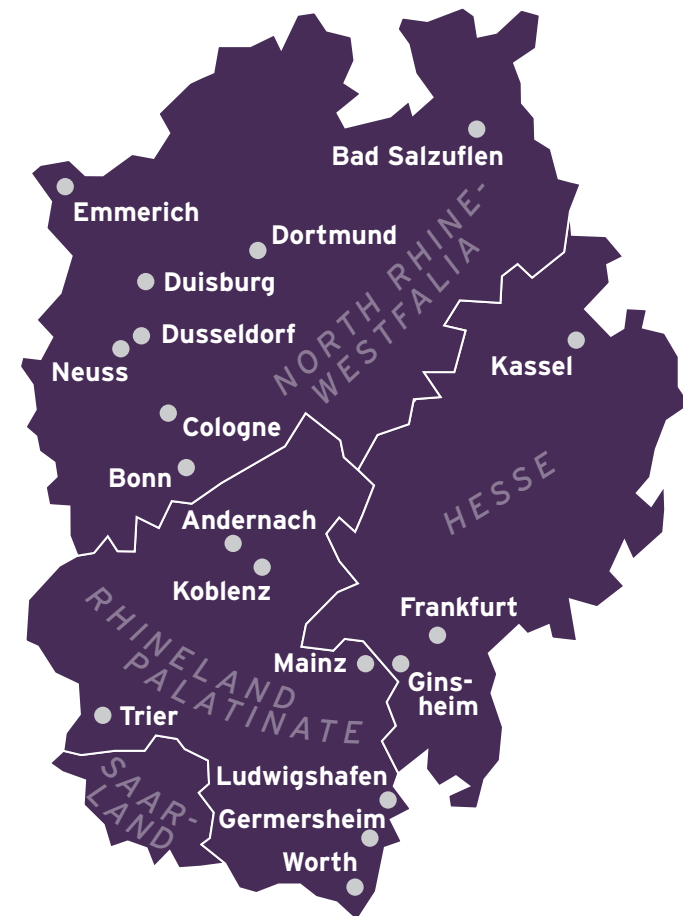 Bad Salzuflen
Emmerich
Dortmund
NORTH RHINE-
WESTFALIA
Duisburg
Dusseldorf
Neuss
Kassel
Cologne
Bonn
HESSE
Andernach
Koblenz
RHINELAND
PALATINATE
Frankfurt
Mainz
Gins-
heim
Trier
SAAR-
LAND
Ludwigshafen
Germersheim
Worth